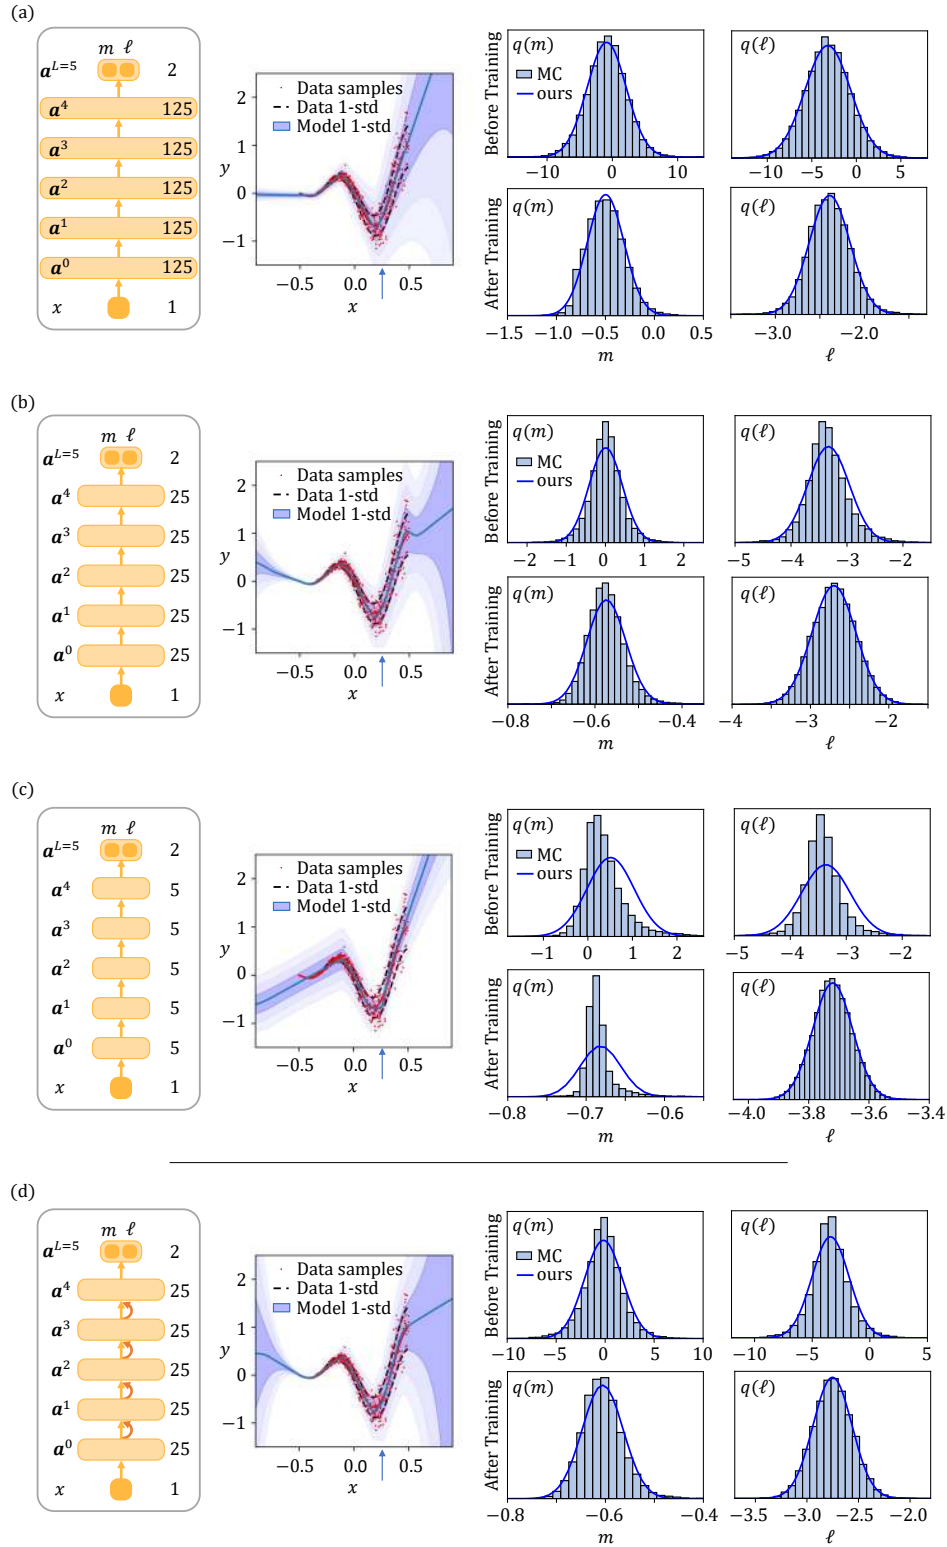 (a)
m ℓ
a^{L=5} 2
a^4 125
a^3 125
a^2 125
a^1 125
a^0 125
x 1
2
1
0
−1
y
Data samples
Data 1-std
Model 1-std
−0.5 0.0 0.5
x
Before Training
q(m)
MC
ours
−10 0 10
q(ℓ)
−10 −5 0 5
After Training
q(m)
−1.5 −1.0 −0.5 0.0 0.5
m
q(ℓ)
−3.0 −2.0
ℓ
(b)
m ℓ
a^{L=5} 2
a^4 25
a^3 25
a^2 25
a^1 25
a^0 25
x 1
2
1
0
−1
y
Data samples
Data 1-std
Model 1-std
−0.5 0.0 0.5
x
Before Training
q(m)
MC
ours
−2 −1 0 1 2
q(ℓ)
−5 −4 −3 −2
After Training
q(m)
−0.8 −0.6 −0.4
m
q(ℓ)
−4 −3 −2
ℓ
(c)
m ℓ
a^{L=5} 2
a^4 5
a^3 5
a^2 5
a^1 5
a^0 5
x 1
2
1
0
−1
y
Data samples
Data 1-std
Model 1-std
−0.5 0.0 0.5
x
Before Training
q(m)
MC
ours
−1 0 1 2
q(ℓ)
−5 −4 −3 −2
After Training
q(m)
−0.8 −0.7 −0.6
m
q(ℓ)
−4.0 −3.8 −3.6 −3.4
ℓ
(d)
m ℓ
a^{L=5} 2
a^4 25
a^3 25
a^2 25
a^1 25
a^0 25
x 1
2
1
0
−1
y
Data samples
Data 1-std
Model 1-std
−0.5 0.0 0.5
x
Before Training
q(m)
MC
ours
−10 −5 0 5 10
q(ℓ)
−10 −5 0 5
After Training
q(m)
−0.8 −0.6 −0.4
m
q(ℓ)
−3.5 −3.0 −2.5 −2.0
ℓ